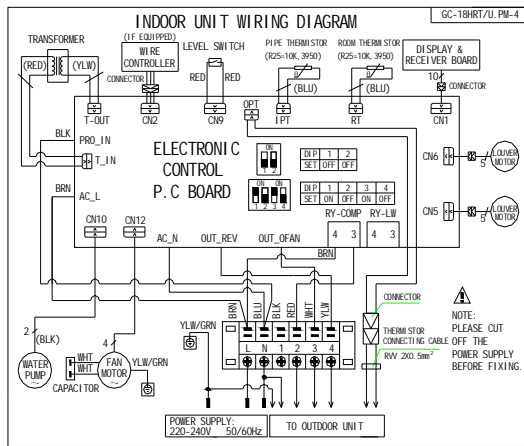 INDOOR UNIT WIRING DIAGRAM
GC-18HRT/U.PM-4
TRANSFORMER
(IF EQUIPPED)
WIRE
CONTROLLER
LEVEL SWITCH
PIPE THERMISTOR
(R25=10K, 3950)
ROOM THERMISTOR
(R25=10K, 3950)
DISPLAY &
RECEIVER BOARD
(RED)
(YLW)
CONNECTOR
RED
RED
(BLU)
(BLU)
10
CONNECTOR
T-OUT
CN2
CN9
OPT
IPT
RT
CN1
BLK
PRO_IN
T_IN
BRN
AC_L
ELECTRONIC
CONTROL
P.C BOARD
ON
1 2
DIP 1 2
SET OFF OFF
ON
1 2 3 4
DIP 1 2 3 4
SET ON OFF ON OFF
CN6
5
LOUVER
MOTOR
CN5
5
LOUVER
MOTOR
CN10
CN12
AC_N
OUT_REV
OUT_OFAN
RY-COMP
RY-LW
4 3
4 3
BRN
BRN
BLU
BLK
RED
WHT
YLW
CONNECTOR
THERMISTOR
CONNECTING CABLE
RVV 2X0.5mm²
NOTE:
PLEASE CUT
OFF THE
POWER SUPPLY
BEFORE FIXING.
2
(BLK)
4
YLW/GRN
L N 1 2 3 4
WATER
PUMP
~
WHT
WHT
CAPACITOR
FAN
MOTOR
~
YLW/GRN
POWER SUPPLY:
220-240V 50/60Hz
TO OUTDOOR UNIT